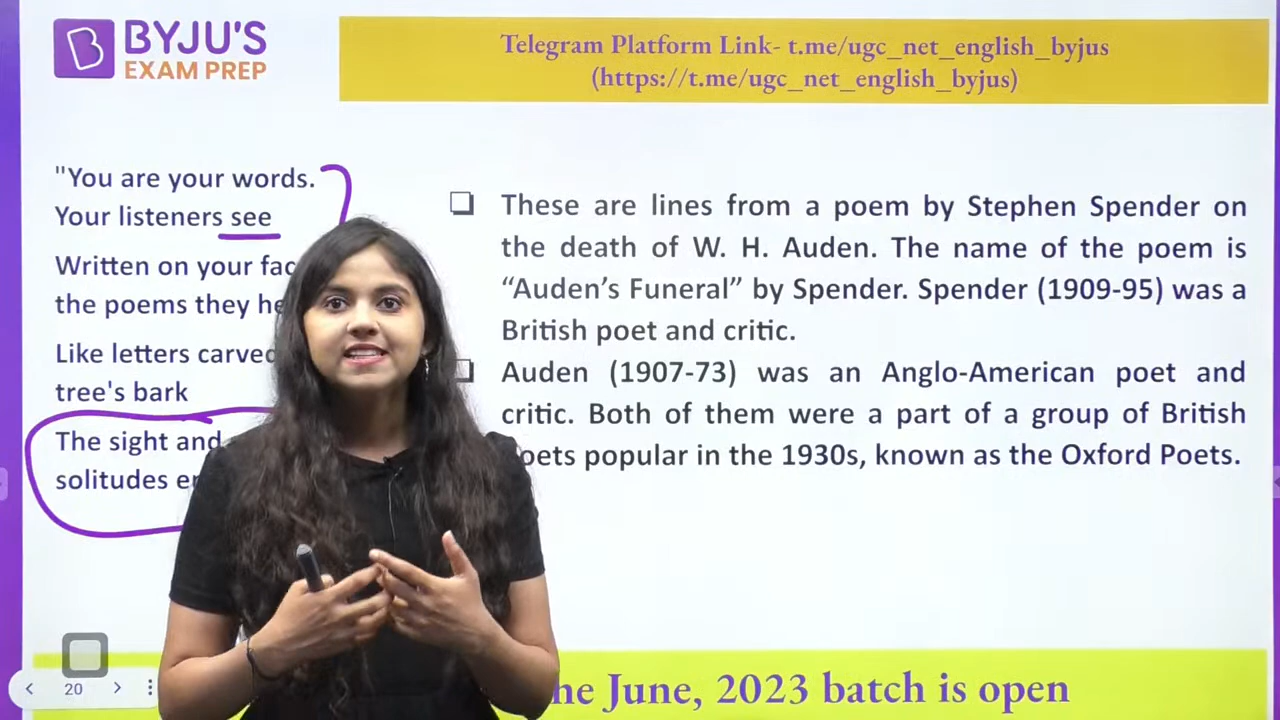 BYJU'S
EXAM PREP
Telegram Platform Link- t.me/ugc_net_english_byjus
(https://t.me/ugc_net_english_byjus)
"You are your words.
Your listeners see
Written on your
the poems they
Like letters carved
tree's bark
The sight and
solitudes
❑ These are lines from a poem by Stephen Spender on
the death of W. H. Auden. The name of the poem is
“Auden’s Funeral” by Spender. Spender (1909-95) was a
British poet and critic.
Auden (1907-73) was an Anglo-American poet and
critic. Both of them were a part of a group of British
popular in the 1930s, known as the Oxford Poets.
June, 2023 batch is open
20